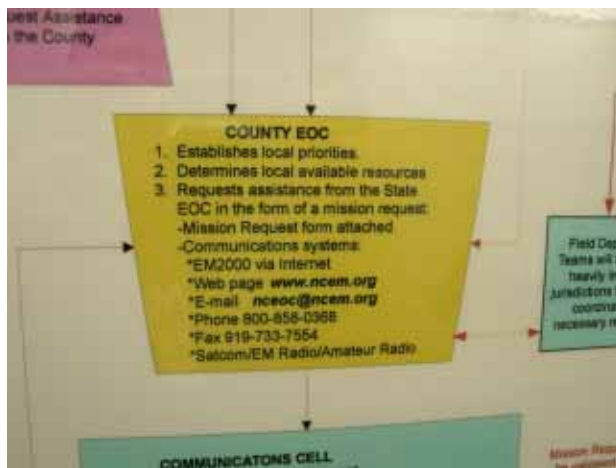 uest Assistance
the County
COUNTY EOC
1. Establishes local priorities.
2. Determines local available resources
3. Requests assistance from the State
EOC in the form of a mission request:
-Mission Request form attached
-Communications systems:
*EM2000 via Internet
*Web page www.ncem.org
*E-mail nceoc@ncem.org
*Phone 800-858-0368
*Fax 919-733-7554
*Satcom/EM Radio/Amateur Radio
Field Dep
Teams will
heavily in
jurisdictions
coordina
necessary
COMMUNICATONS CELL
Mission Requ